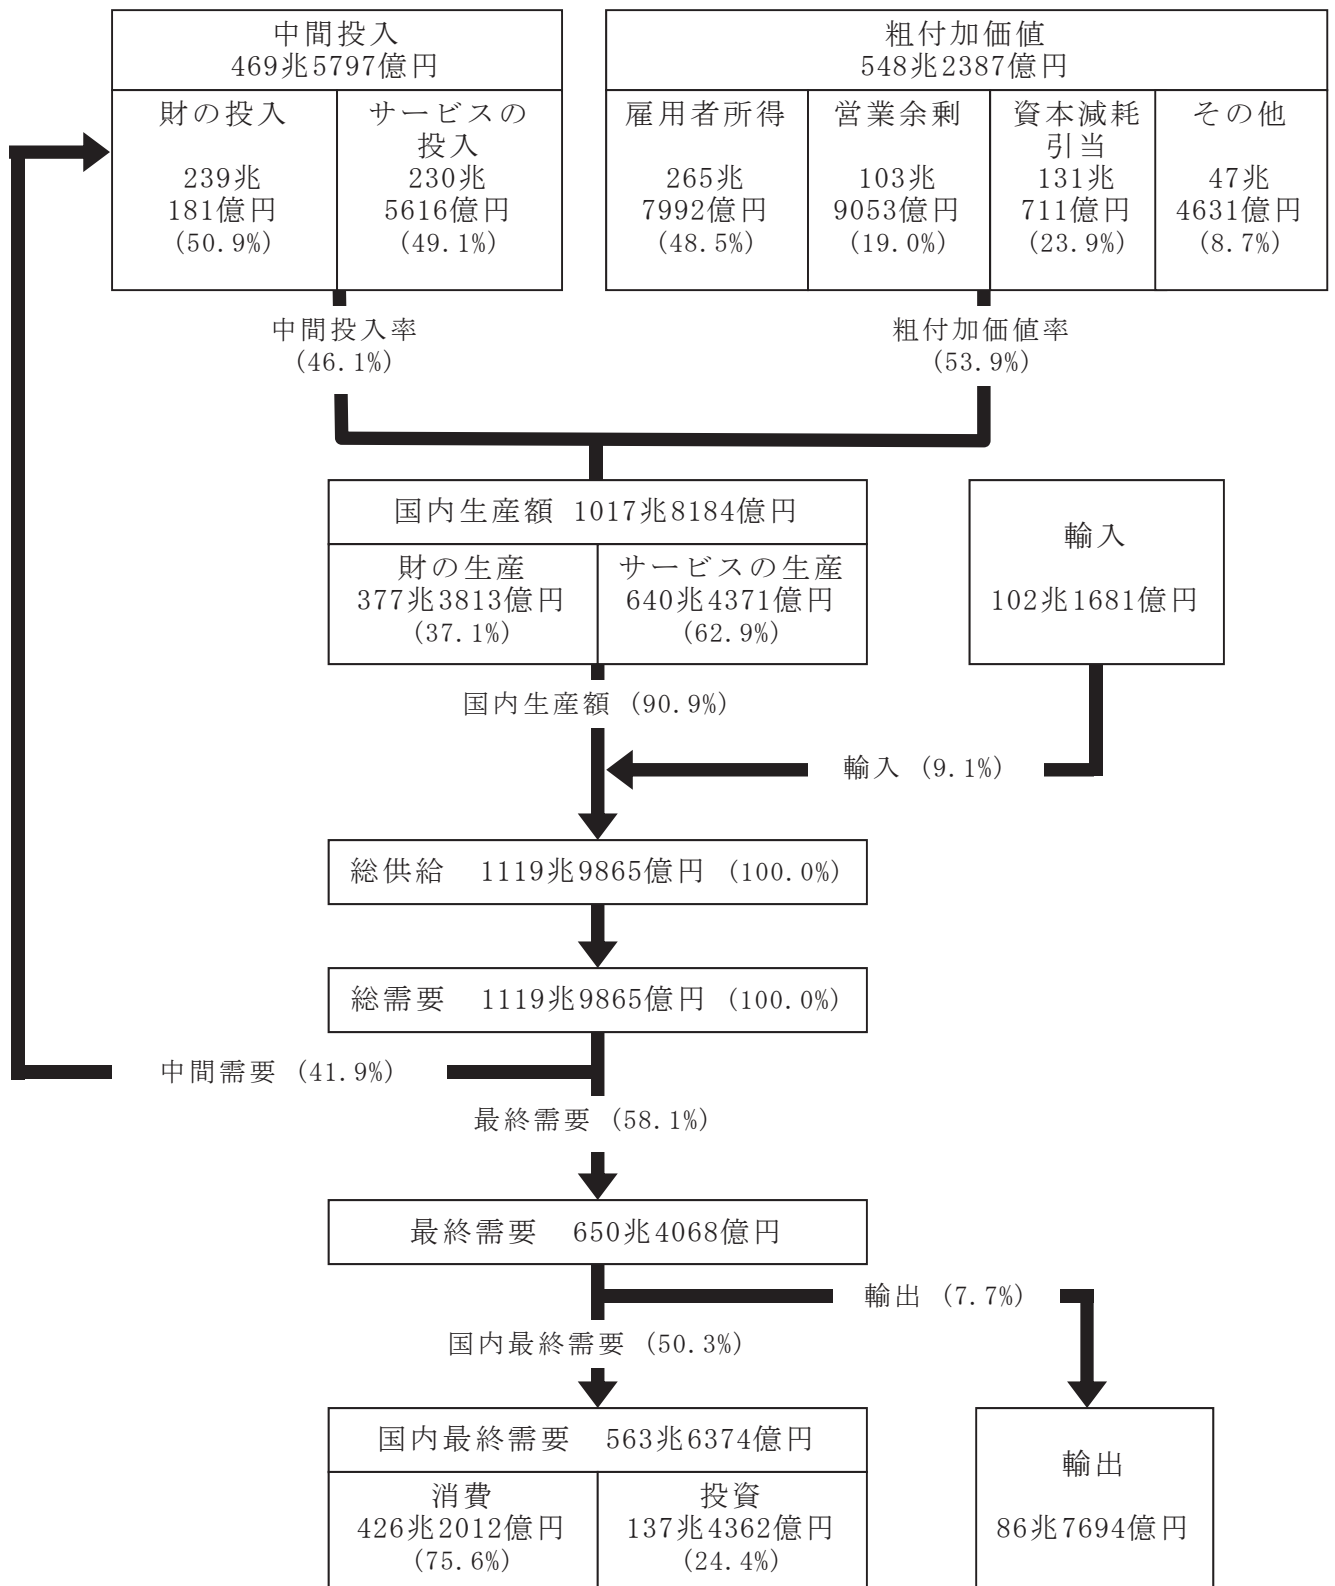 中間投入
469兆5797億円
財の投入
239兆
181億円
(50.9%)
サービスの
投入
230兆
5616億円
(49.1%)
粗付加価値
548兆2387億円
雇用者所得
265兆
7992億円
(48.5%)
営業余剰
103兆
9053億円
(19.0%)
資本減耗
引当
131兆
711億円
(23.9%)
その他
47兆
4631億円
(8.7%)
中間投入率
(46.1%)
粗付加価値率
(53.9%)
国内生産額 1017兆8184億円
財の生産
377兆3813億円
(37.1%)
サービスの生産
640兆4371億円
(62.9%)
輸入
102兆1681億円
国内生産額 (90.9%)
輸入 (9.1%)
総供給 1119兆9865億円 (100.0%)
総需要 1119兆9865億円 (100.0%)
中間需要 (41.9%)
最終需要 (58.1%)
最終需要 650兆4068億円
輸出 (7.7%)
国内最終需要 (50.3%)
国内最終需要 563兆6374億円
消費
426兆2012億円
(75.6%)
投資
137兆4362億円
(24.4%)
輸出
86兆7694億円